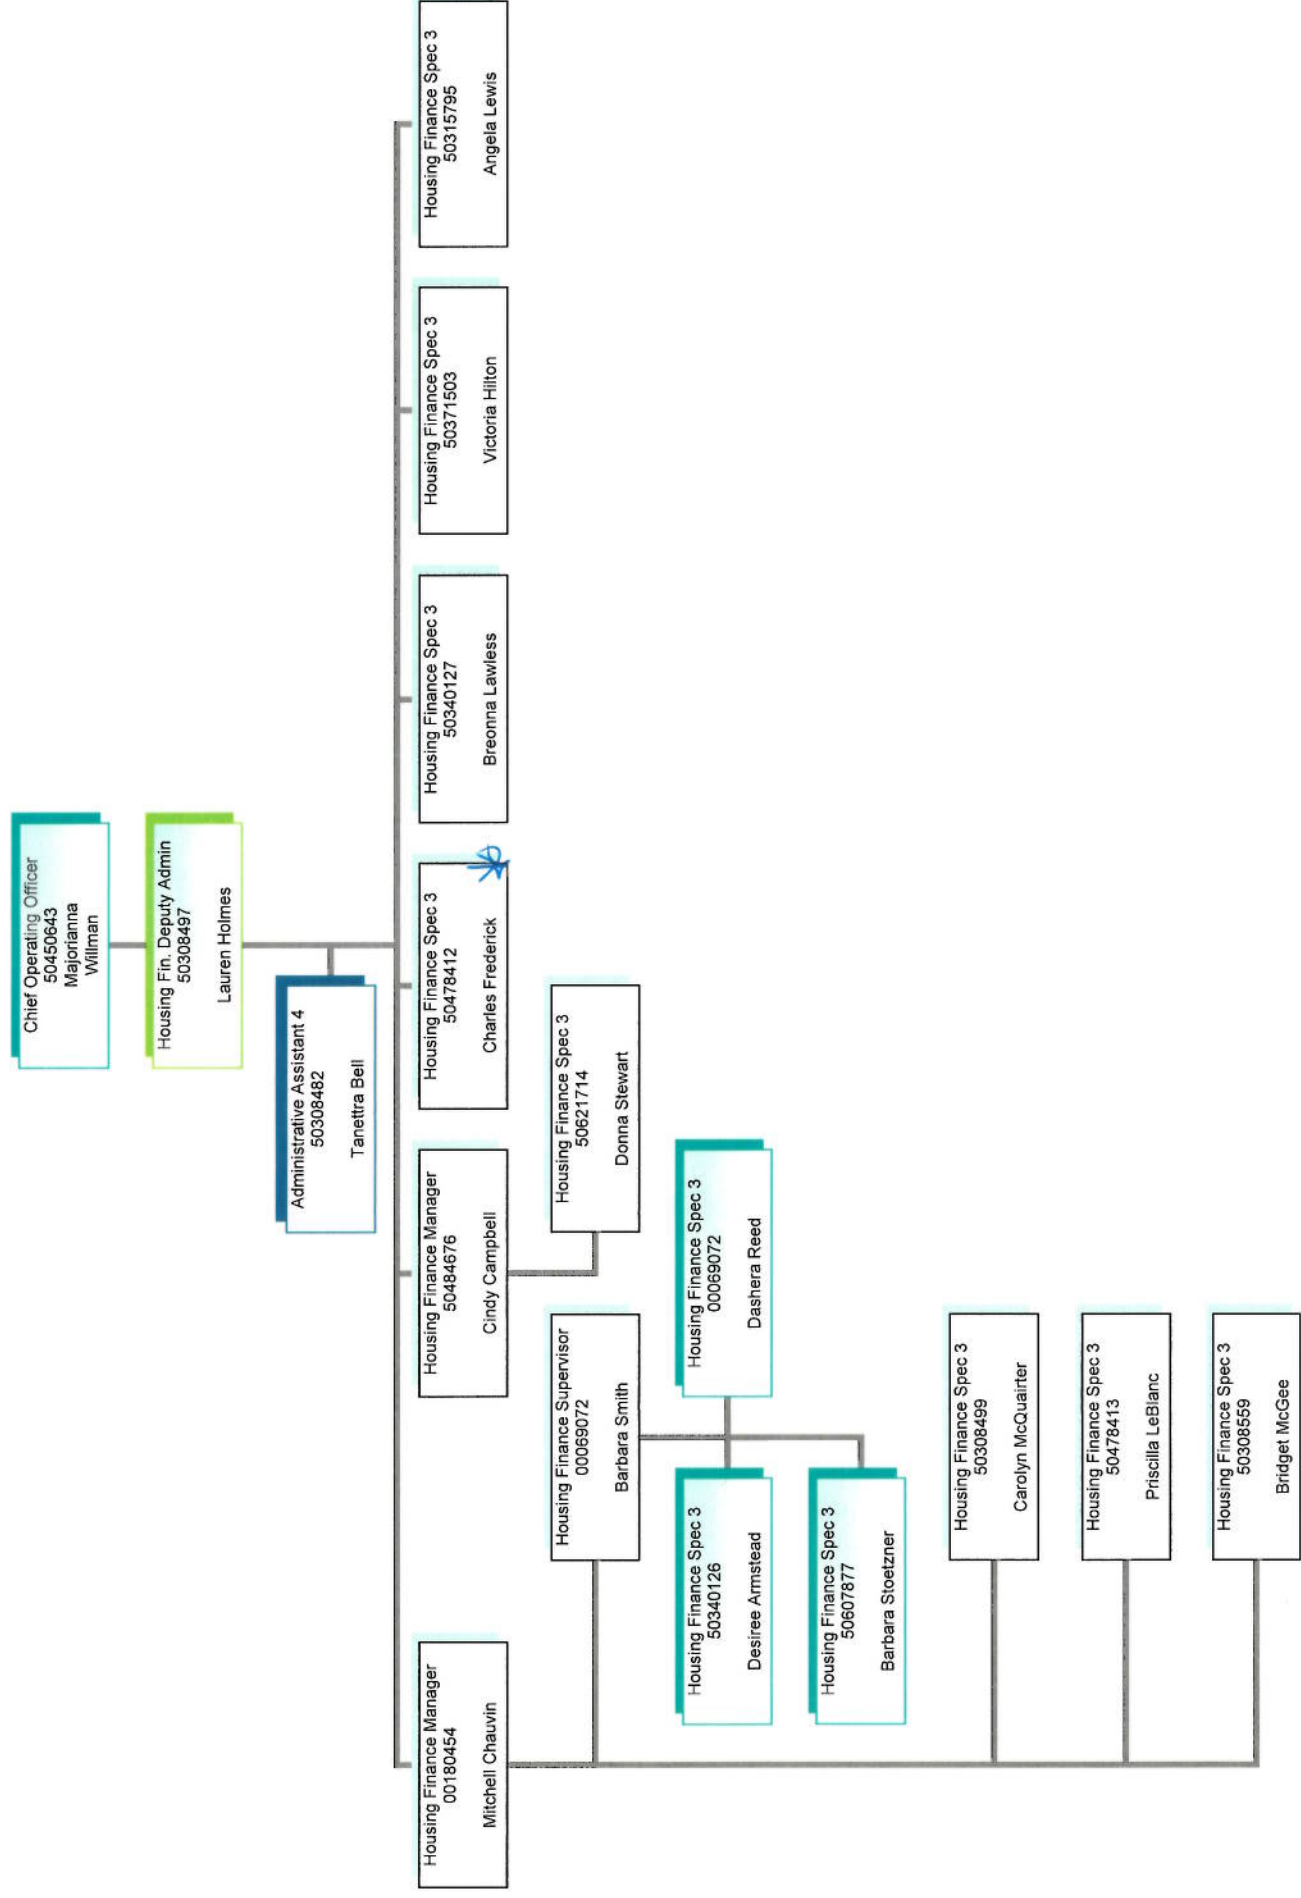 Chief Operating Officer
50450643
Majorianna
Willman
Housing Fin. Deputy Admin
50308497
Lauren Holmes
Administrative Assistant 4
50308482
Tanettra Bell
Housing Finance Manager
00180454
Mitchell Chauvin
Housing Finance Manager
50484676
Cindy Campbell
Housing Finance Spec 3
50478412
Charles Frederick
Housing Finance Spec 3
50340127
Breonna Lawless
Housing Finance Spec 3
50371503
Victoria Hilton
Housing Finance Spec 3
50315795
Angela Lewis
Housing Finance Supervisor
00069072
Barbara Smith
Housing Finance Spec 3
50621714
Donna Stewart
Housing Finance Spec 3
50340126
Desiree Armstead
Housing Finance Spec 3
00069072
Dashera Reed
Housing Finance Spec 3
50607877
Barbara Stoetzner
Housing Finance Spec 3
50308499
Carolyn McQuairter
Housing Finance Spec 3
50478413
Priscilla LeBlanc
Housing Finance Spec 3
50308559
Bridget McGee